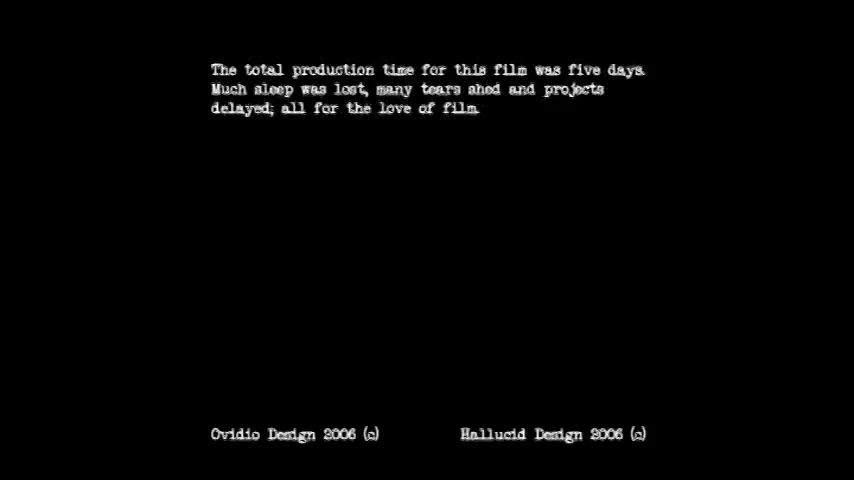 The total production time for this film was five days.
Much sleep was lost, many tears shed and projects
delayed; all for the love of film.
Ovidio Design 2006 (c) Hallucid Design 2006 (c)